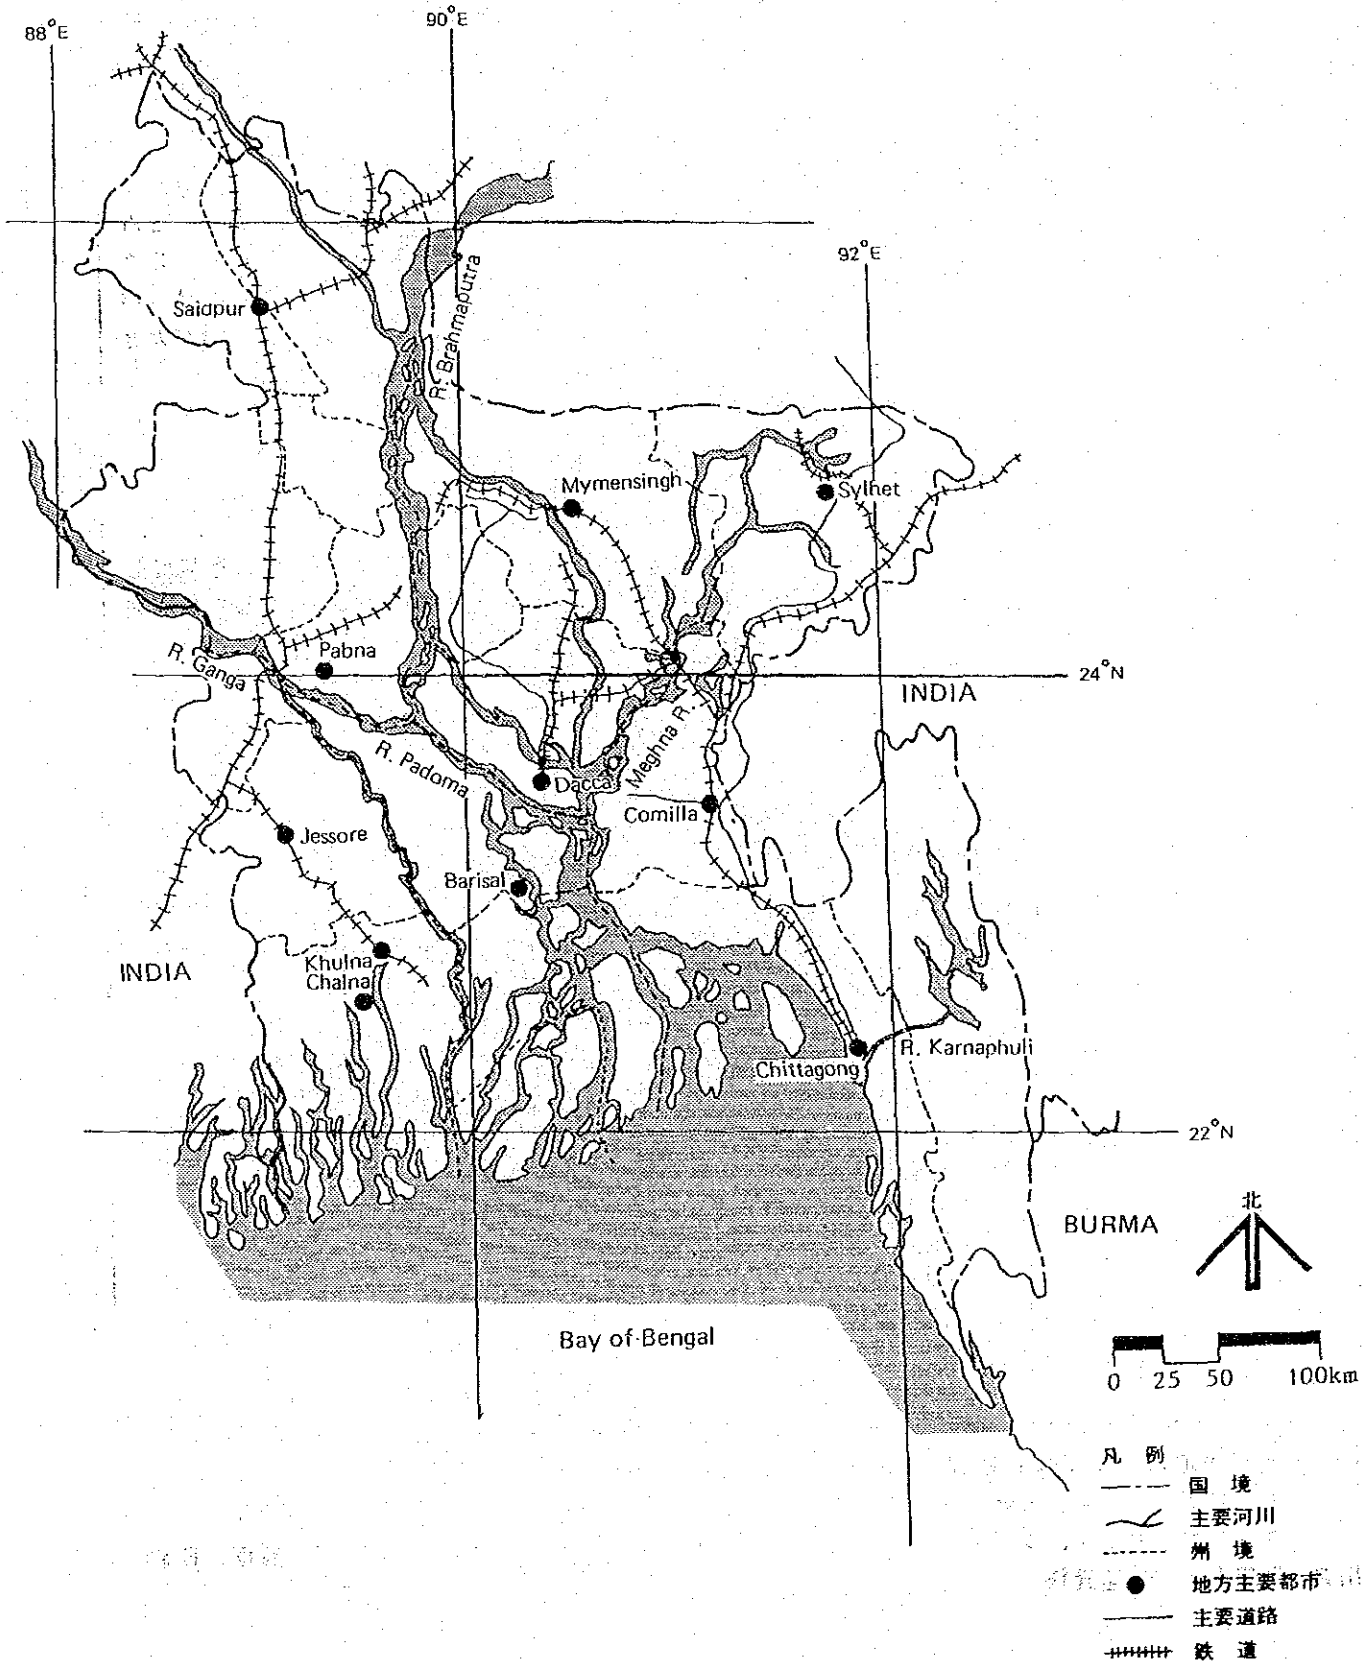 88°E
90°E
92°E
Saidpur
R. Brahmaputra
Mymensingh
Sylhet
Pabna
R. Ganga
24°N
INDIA
R. Padoma
Meghna R.
Dacca
Comilla
Jessore
Barisal
INDIA
Khulna
Chalna
R. Karnaphuli
Chittagong
22°N
北
BURMA
Bay of Bengal
0 25 50 100km
凡 例
国 境
主要河川
州 境
地方主要都市
主要道路
鉄 道